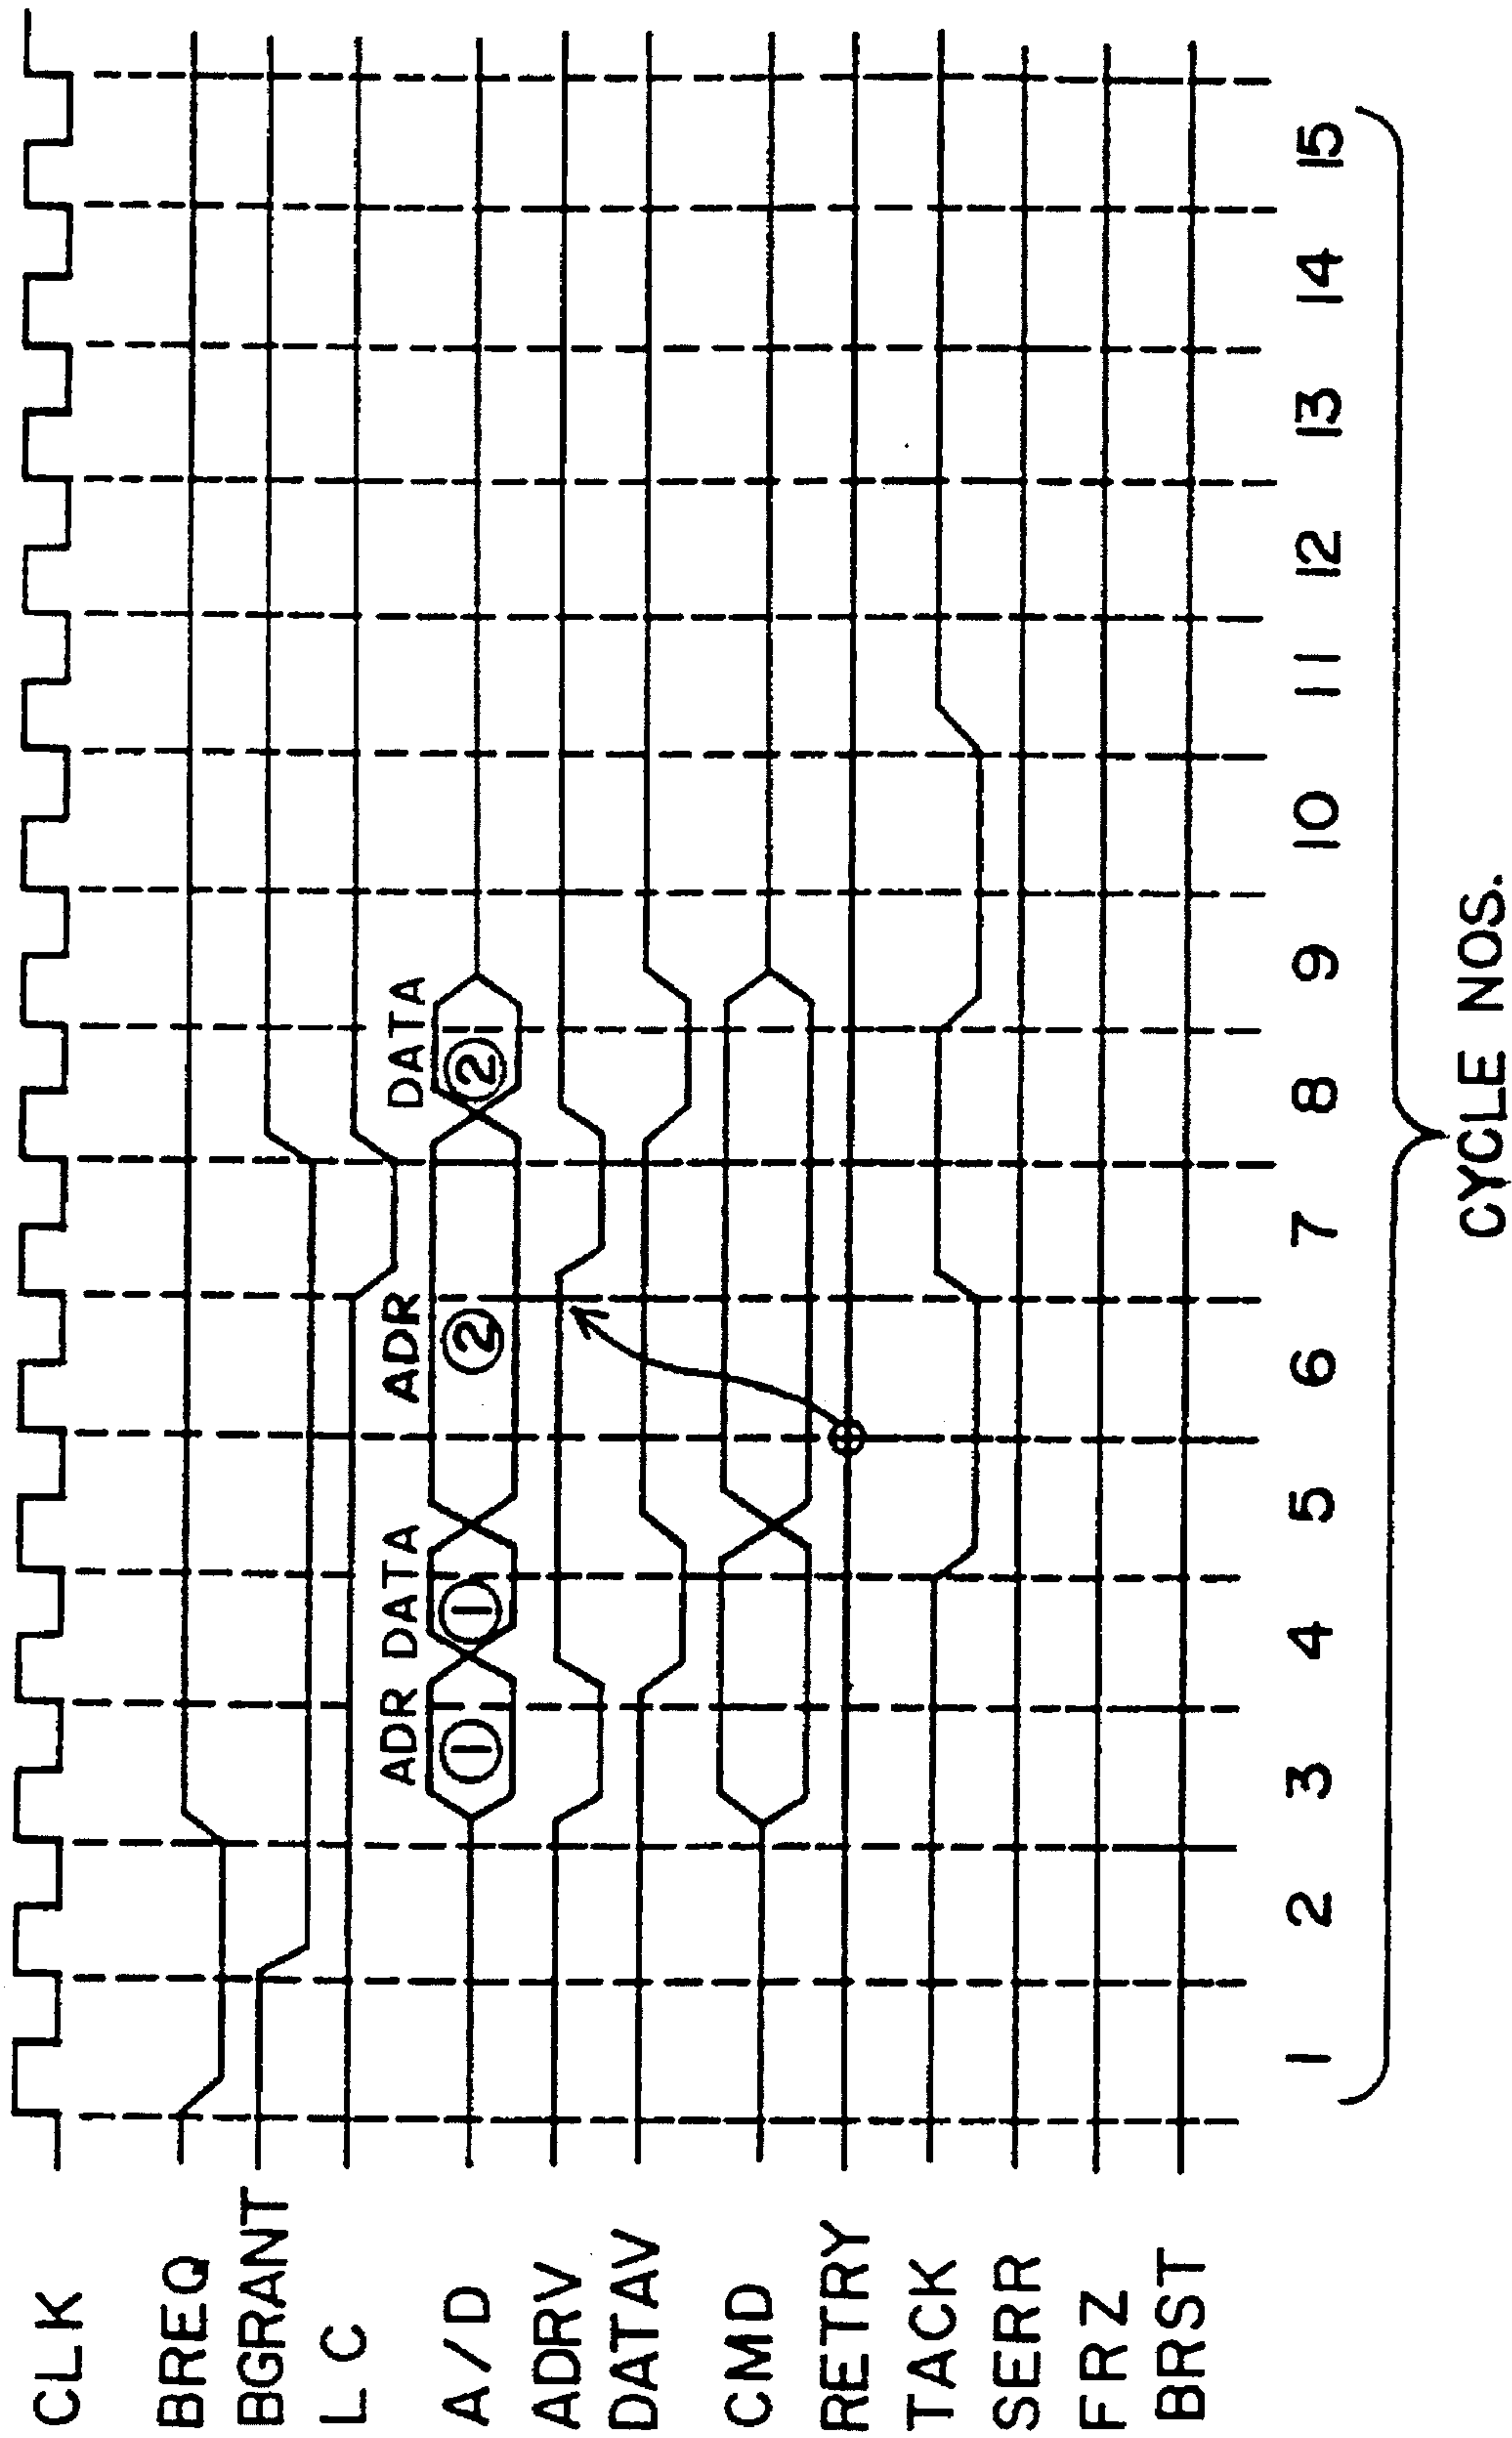 CLK
BREQ
BGRANT
LC
ADR DATA ADR DATA
A/D ① ① ② ②
ADRV
DATAV
CMD
RETRY
TACK
SERR
FRZ
BRST
1 2 3 4 5 6 7 8 9 10 11 12 13 14 15
CYCLE NOS.